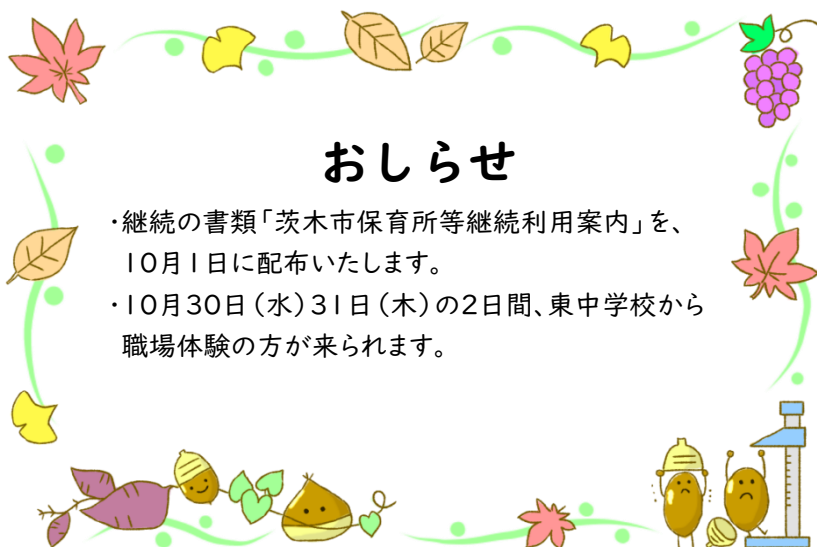 おしらせ
・継続の書類「茨木市保育所等継続利用案内」を、
10月1日に配布いたします。
・10月30日(水)31日(木)の2日間、東中学校から
職場体験の方が来られます。